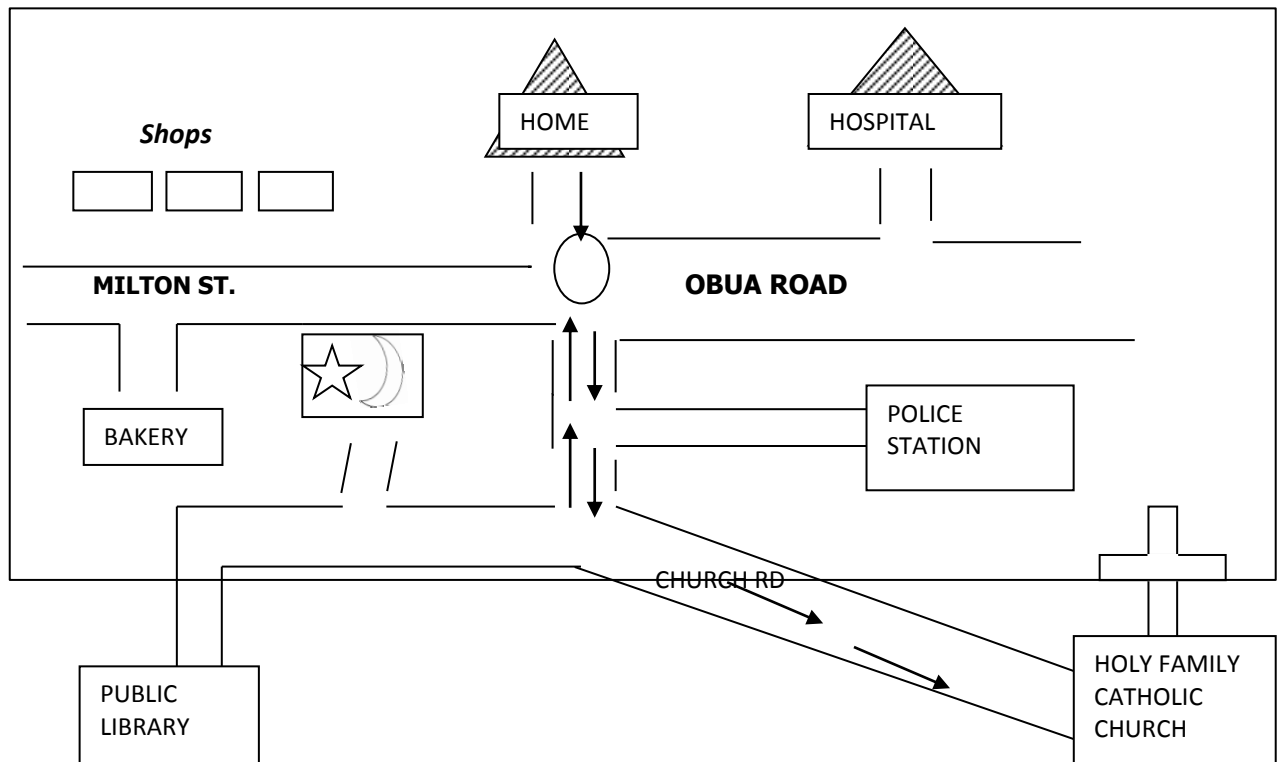 HOME
HOSPITAL
Shops
MILTON ST.
OBUA ROAD
BAKERY
POLICE
STATION
CHURCH RD
PUBLIC
LIBRARY
HOLY FAMILY
CATHOLIC
CHURCH